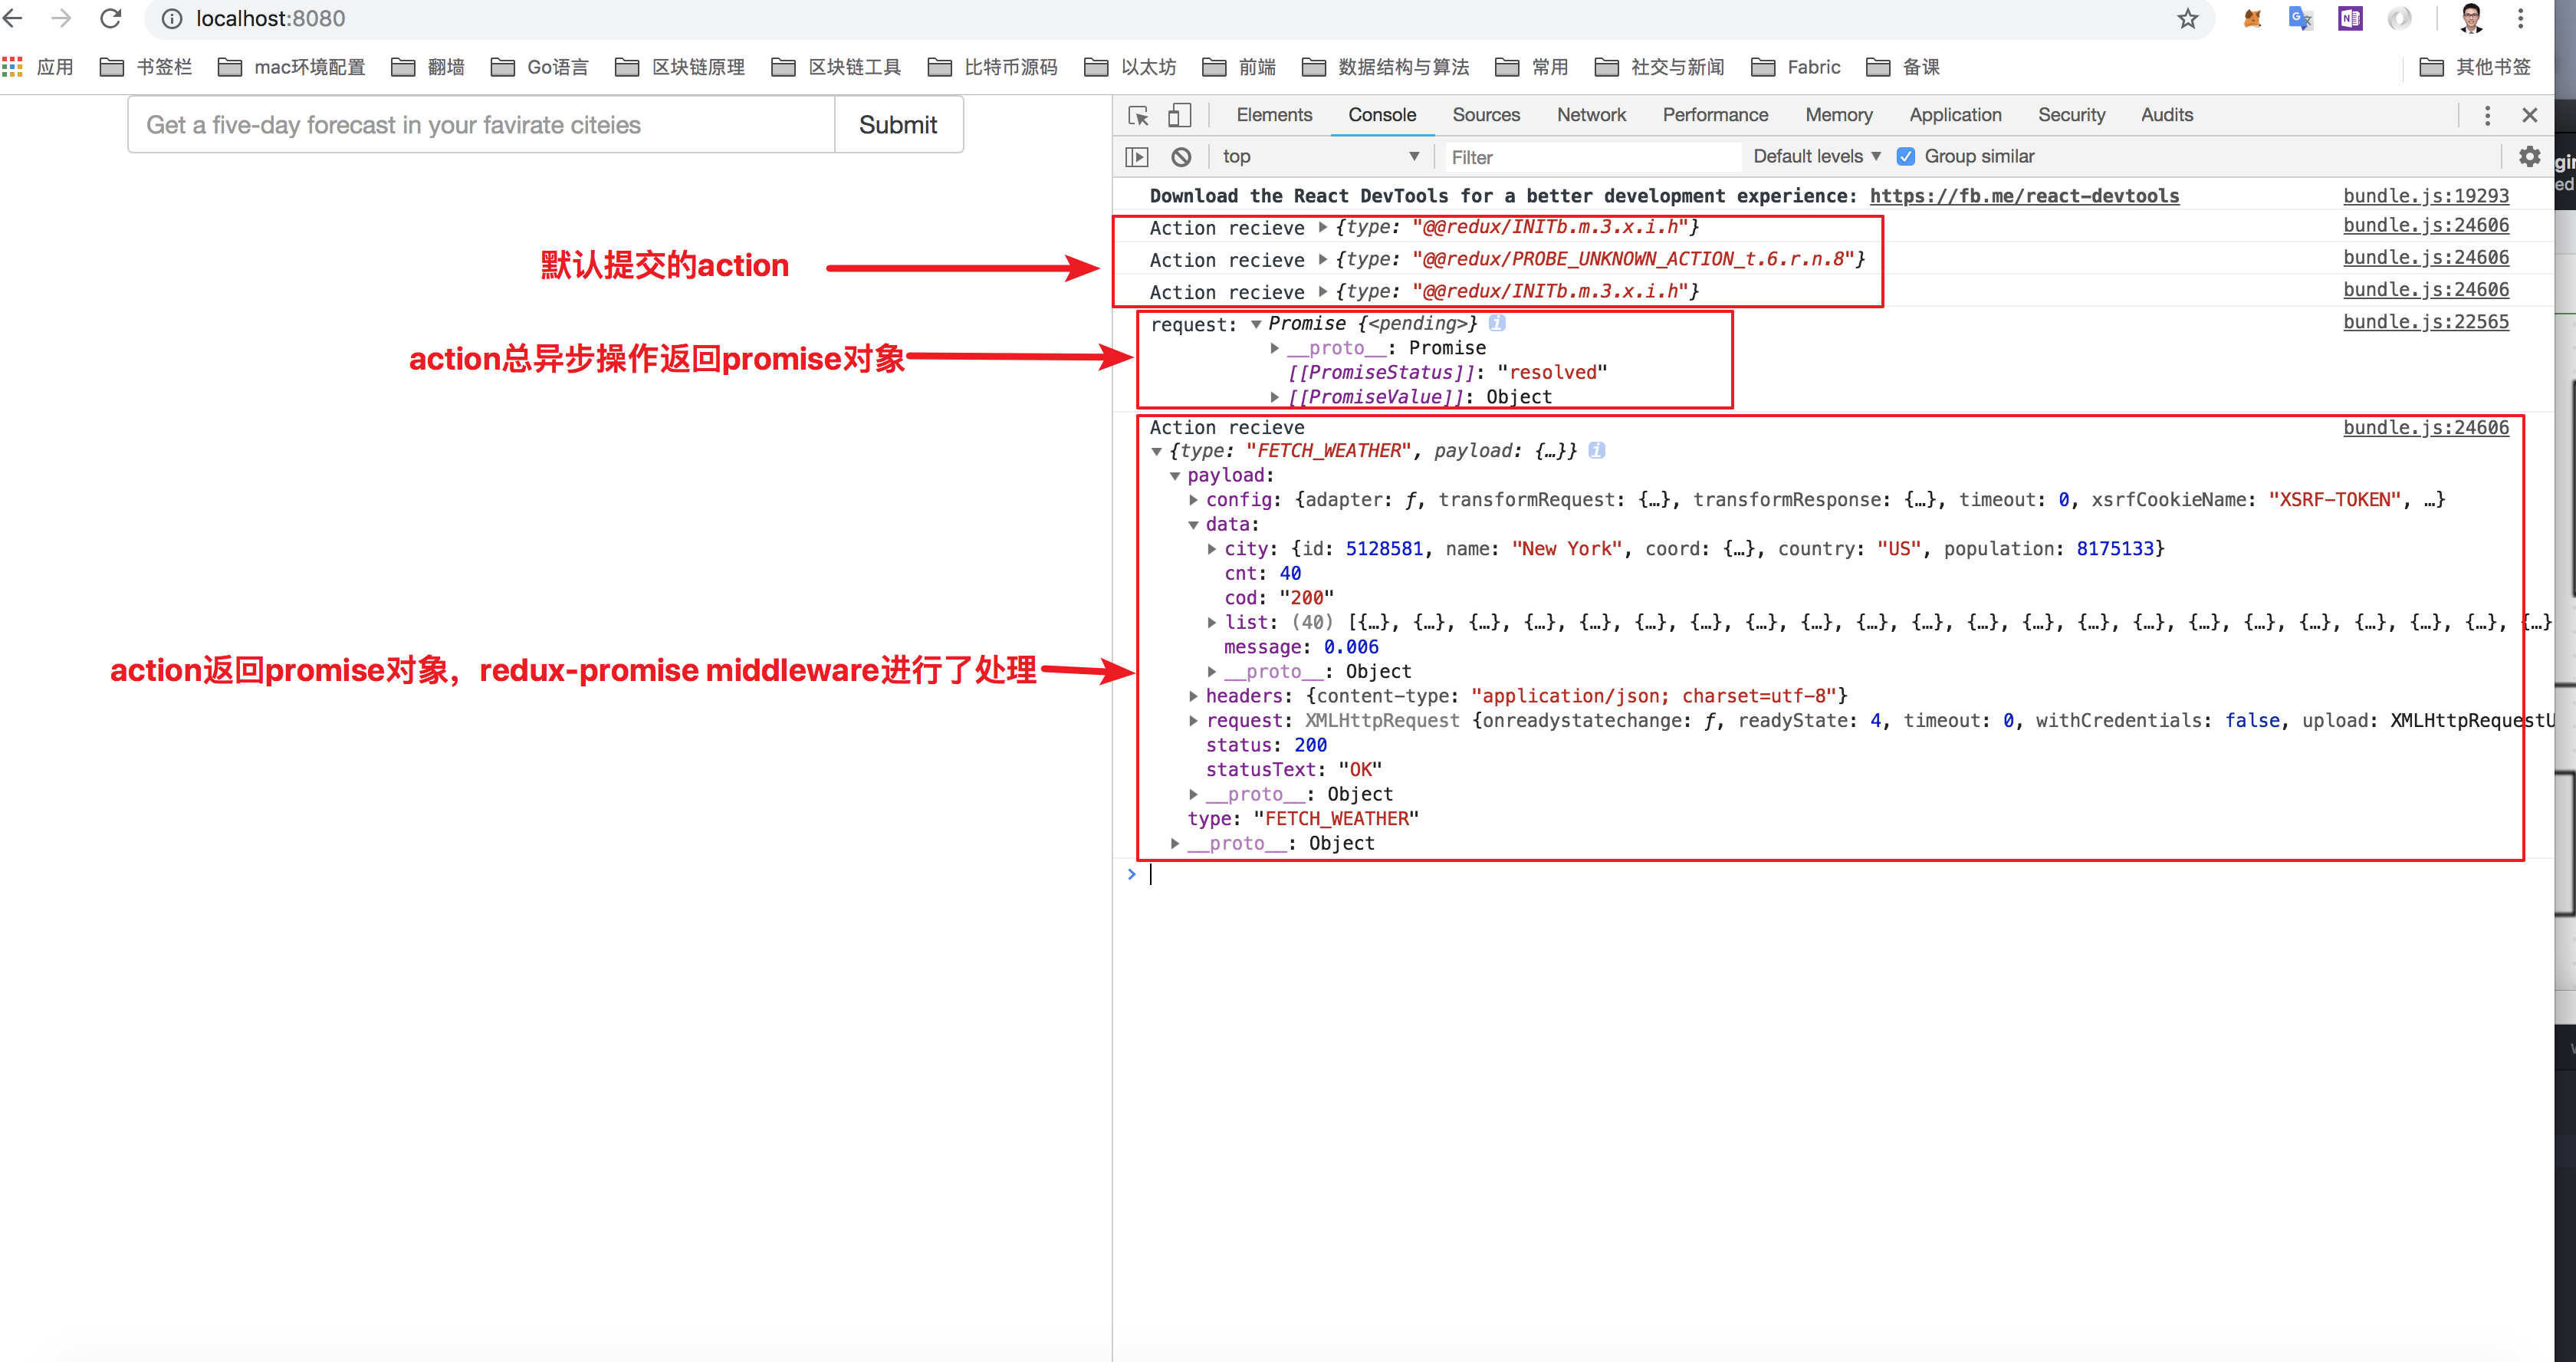 localhost:8080
应用 书签栏 mac环境配置 翻墙 Go语言 区块链原理 区块链工具 比特币源码 以太坊 前端 数据结构与算法 常用 社交与新闻 Fabric 备课 其他书签
Get a five-day forecast in your favirate citeies Submit
Elements Console Sources Network Performance Memory Application Security Audits
top Filter Default levels Group similar
Download the React DevTools for a better development experience: https://fb.me/react-devtools bundle.js:19293
Action recieve {type: "@@redux/INITb.m.3.x.i.h"} bundle.js:24606
默认提交的action
Action recieve {type: "@@redux/PROBE_UNKNOWN_ACTION_t.6.r.n.8"} bundle.js:24606
Action recieve {type: "@@redux/INITb.m.3.x.i.h"} bundle.js:24606
request: Promise {<pending>} bundle.js:22565
action总异步操作返回promise对象
__proto__: Promise
[[PromiseStatus]]: "resolved"
[[PromiseValue]]: Object
Action recieve bundle.js:24606
{type: "FETCH_WEATHER", payload: {…}}
payload:
config: {adapter: ƒ, transformRequest: {…}, transformResponse: {…}, timeout: 0, xsrfCookieName: "XSRF-TOKEN", …}
data:
city: {id: 5128581, name: "New York", coord: {…}, country: "US", population: 8175133}
cnt: 40
cod: "200"
list: (40) [{…}, {…}, {…}, {…}, {…}, {…}, {…}, {…}, {…}, {…}, {…}, {…}, {…}, {…}, {…}, {…}, {…}, {…}, {…}, {…}, {…}, {…}
message: 0.006
action返回promise对象，redux-promise middleware进行了处理
__proto__: Object
headers: {content-type: "application/json; charset=utf-8"}
request: XMLHttpRequest {onreadystatechange: ƒ, readyState: 4, timeout: 0, withCredentials: false, upload: XMLHttpRequestU
status: 200
statusText: "OK"
__proto__: Object
type: "FETCH_WEATHER"
__proto__: Object